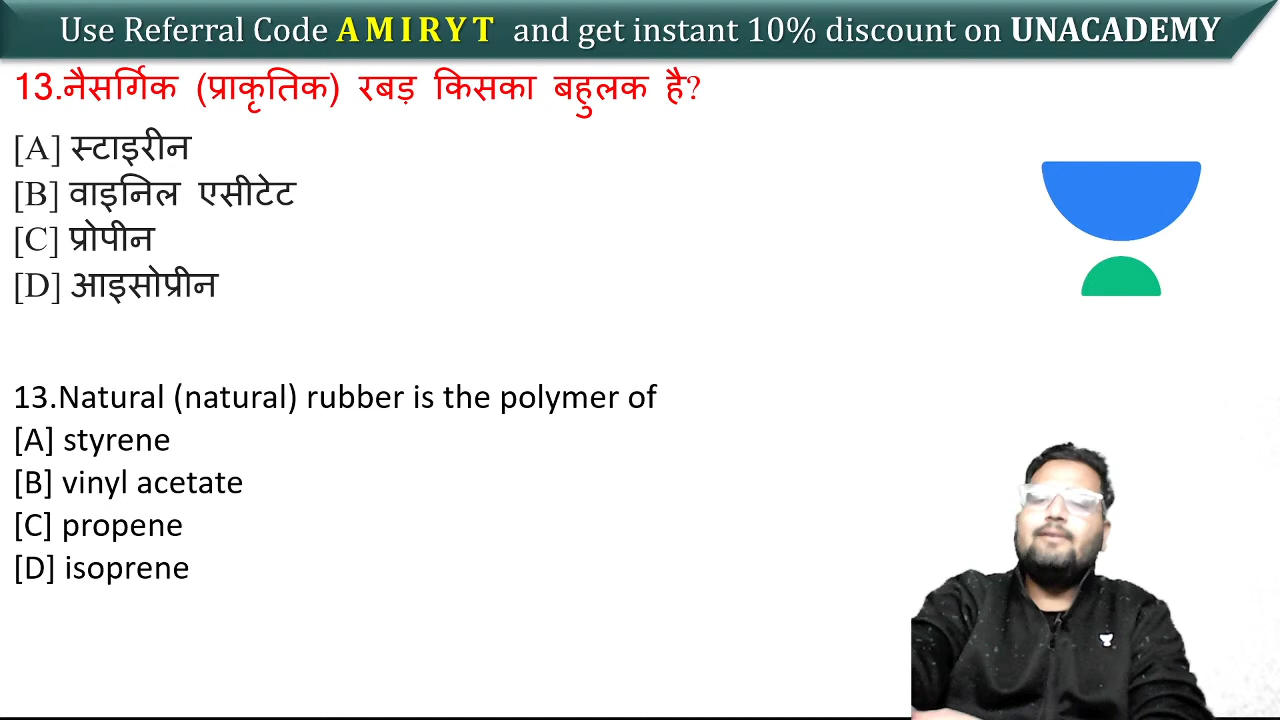 Use Referral Code AMIRYT and get instant 10% discount on UNACADEMY
13.नैसर्गिक (प्राकृतिक) रबड़ किसका बहुलक है?
[A] स्टाइरीन
[B] वाइनिल एसीटेट
[C] प्रोपीन
[D] आइसोप्रीन
13.Natural (natural) rubber is the polymer of
[A] styrene
[B] vinyl acetate
[C] propene
[D] isoprene